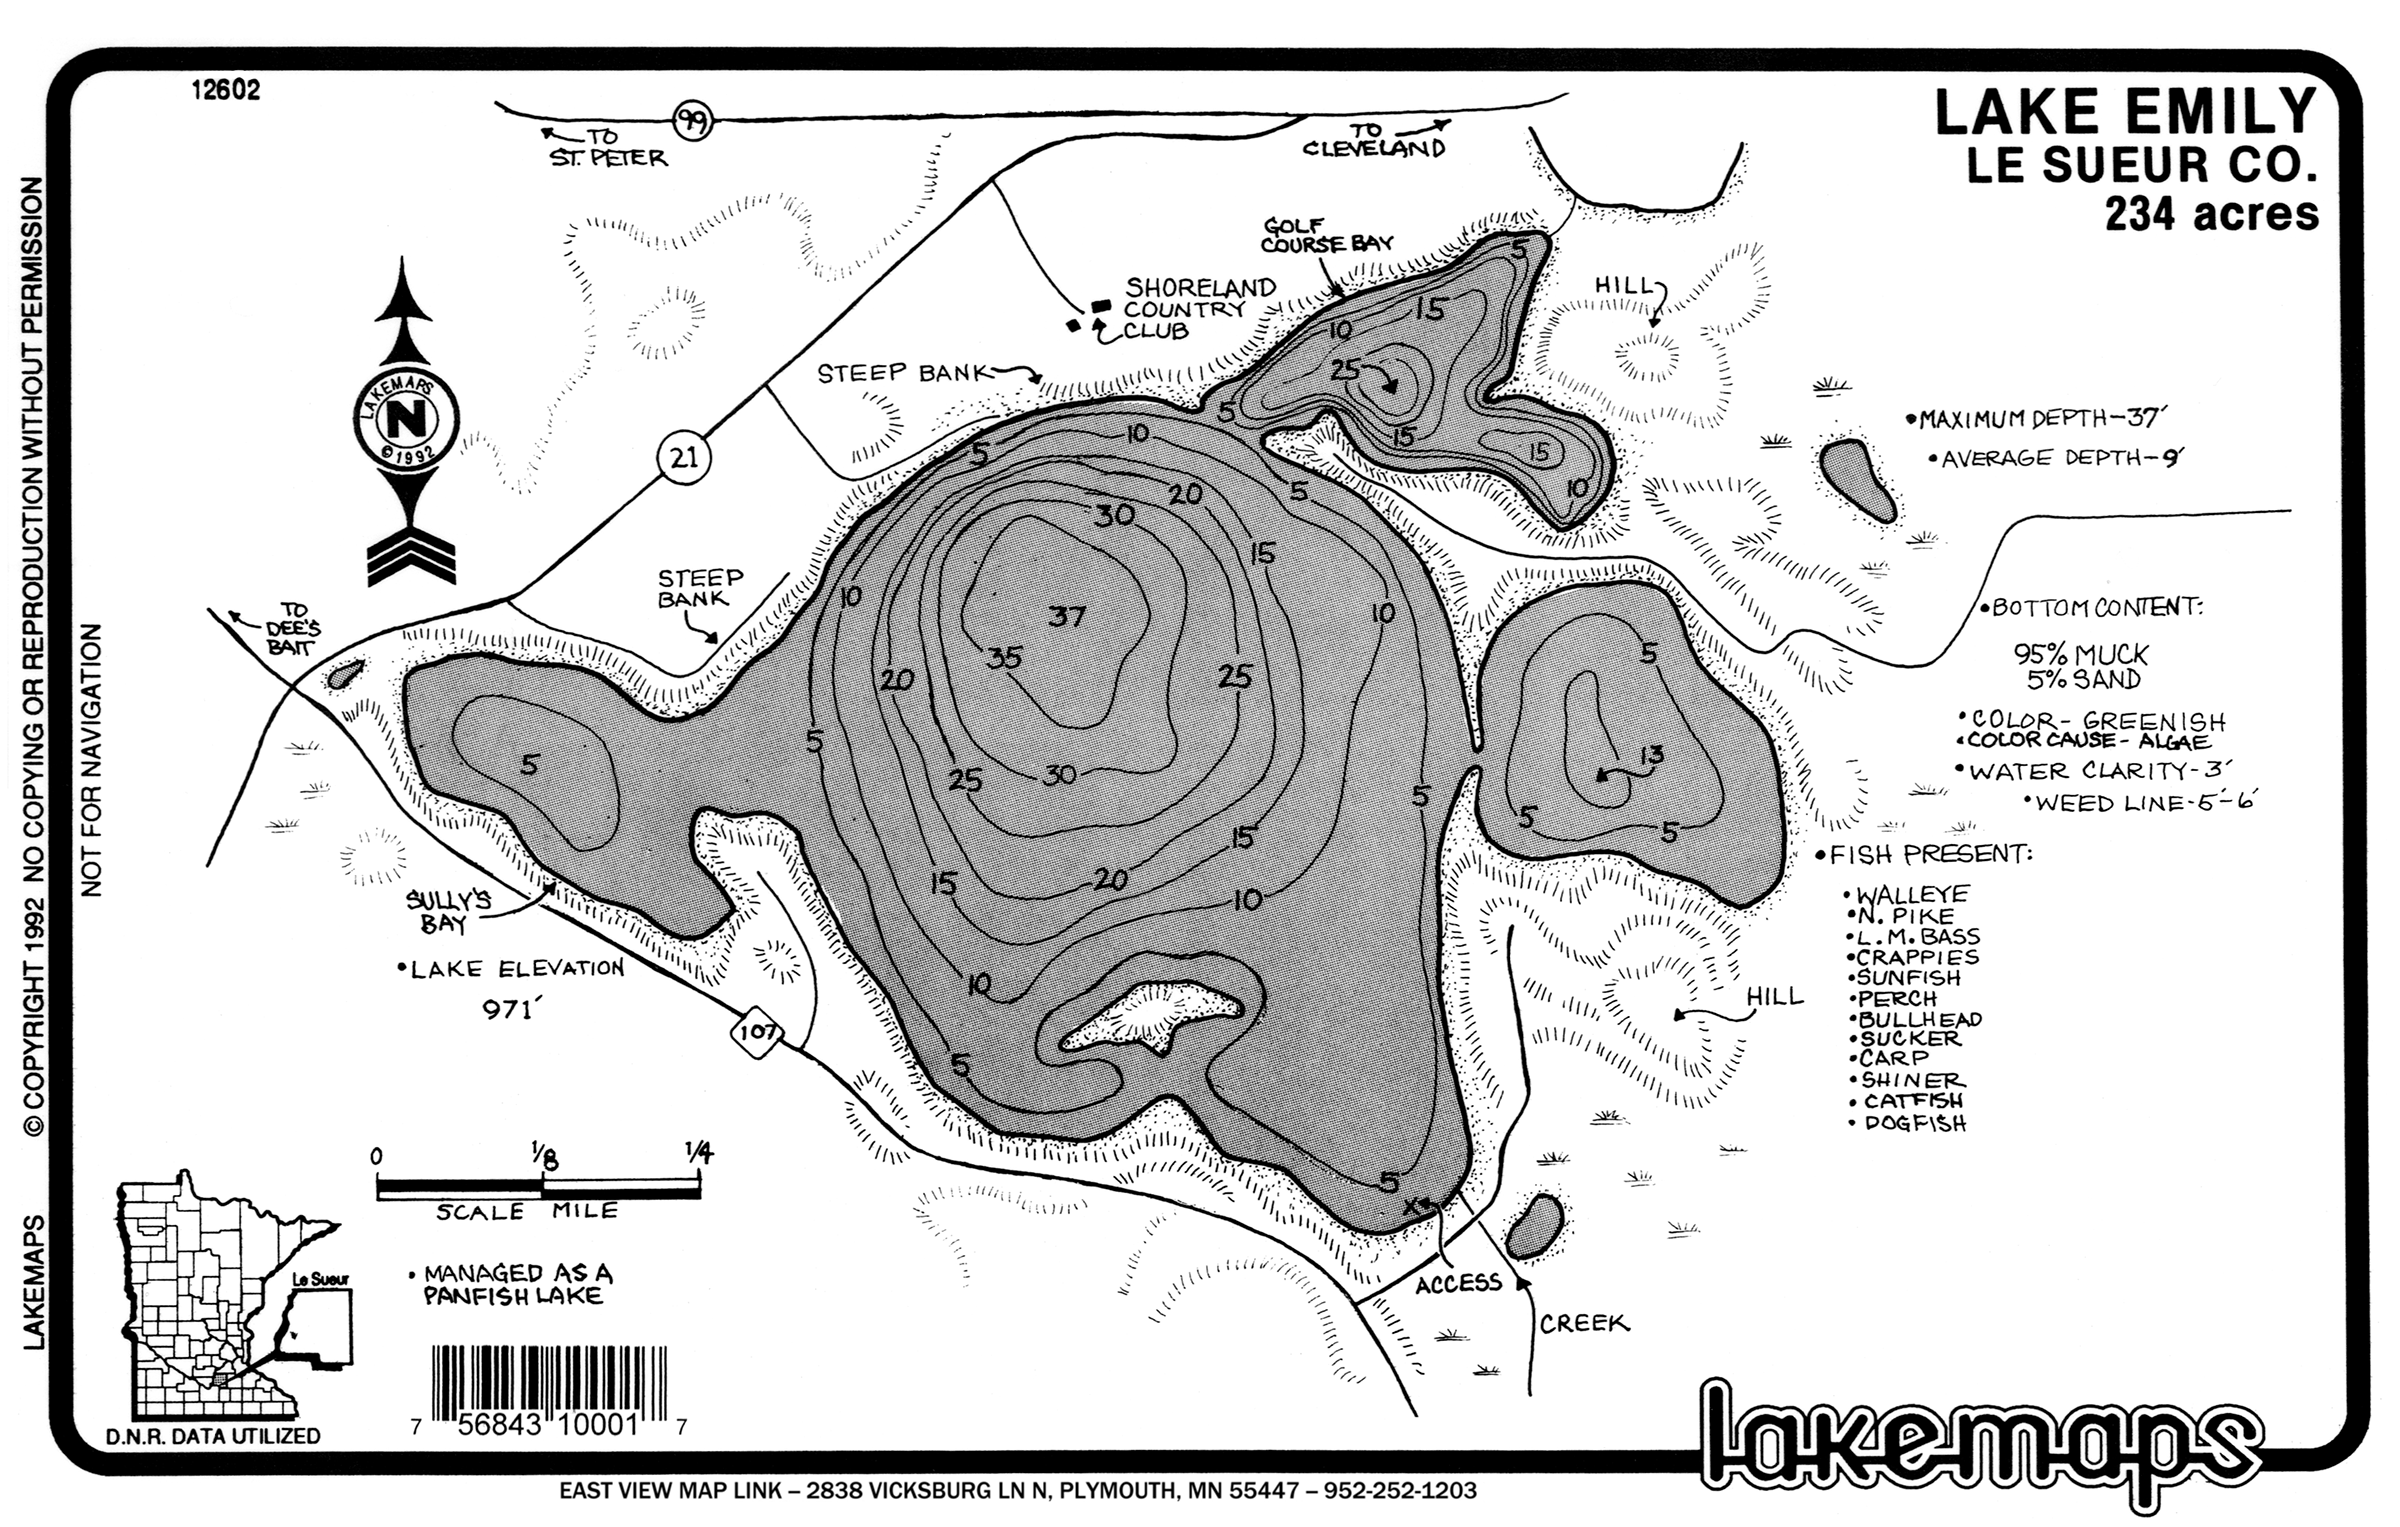 12602
LAKE EMILY
LE SUEUR CO.
234 acres
99
TO
ST. PETER
TO
CLEVELAND
GOLF
COURSE BAY
SHORELAND
COUNTRY
CLUB
HILL
STEEP BANK
LAKEMAPS
N
©1992
21
•MAXIMUM DEPTH-37'
•AVERAGE DEPTH-9'
STEEP
BANK
TO
DEE'S
BAIT
5
15
10
25
5
15
15
10
10
5
5
20
30
15
10
10
37
35
20
25
5
25
30
5
15
15
20
10
10
5
5
5
5
13
5
5
•BOTTOM CONTENT:
95% MUCK
5% SAND
•COLOR- GREENISH
•COLOR CAUSE- ALGAE
•WATER CLARITY-3'
•WEED LINE-5'-6'
•FISH PRESENT:
•WALLEYE
•N. PIKE
•L.M. BASS
•CRAPPIES
•SUNFISH
•PERCH
•BULLHEAD
•SUCKER
•CARP
•SHINER
•CATFISH
•DOGFISH
SULLY'S
BAY
•LAKE ELEVATION
971'
107
HILL
ACCESS
X
CREEK
0 1/8 1/4
SCALE MILE
•MANAGED AS A
PANFISH LAKE
Le Sueur
D.N.R. DATA UTILIZED
7 56843 10001 7
lakemaps
EAST VIEW MAP LINK – 2838 VICKSBURG LN N, PLYMOUTH, MN 55447 – 952-252-1203
LAKEMAPS © COPYRIGHT 1992 NO COPYING OR REPRODUCTION WITHOUT PERMISSION
NOT FOR NAVIGATION